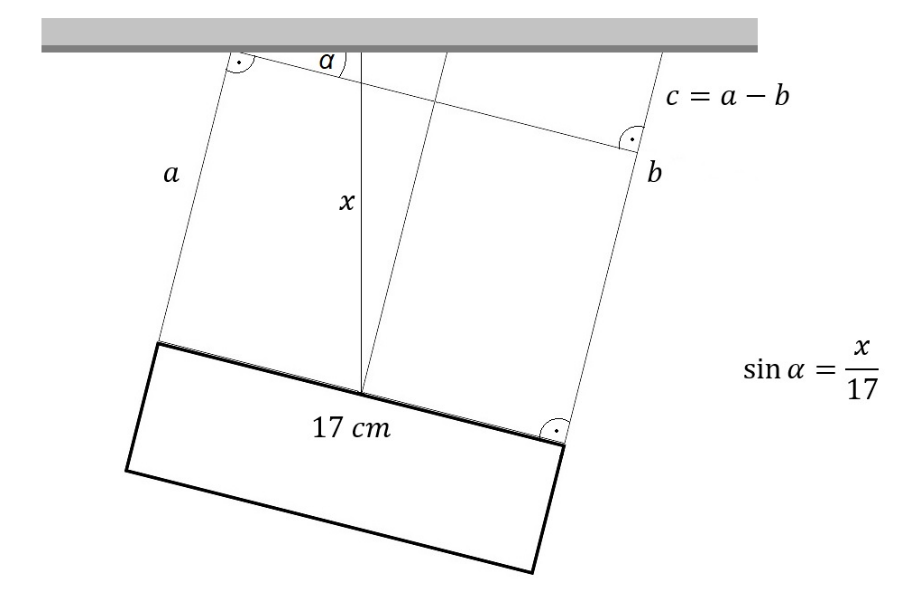 α
c = a − b
a
b
x
sin α = x/17
17 cm